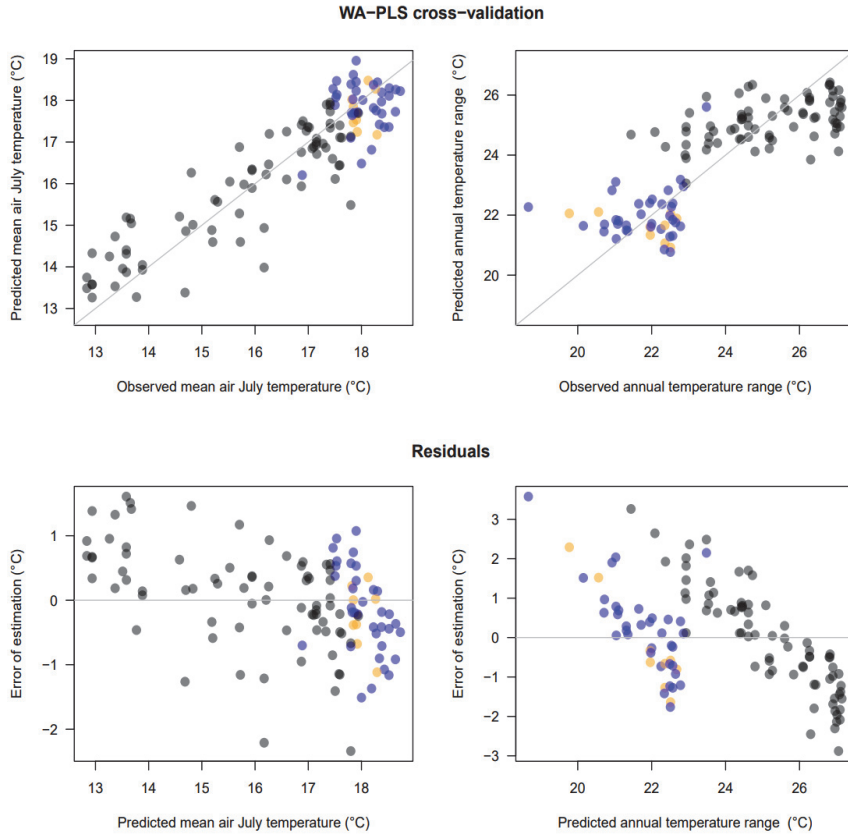 WA−PLS cross−validation
Predicted mean air July temperature (°C)
19
18
17
16
15
14
13
13 14 15 16 17 18
Observed mean air July temperature (°C)
Predicted annual temperature range (°C)
26
24
22
20
20 22 24 26
Observed annual temperature range (°C)
Residuals
Error of estimation (°C)
1
0
−1
−2
13 14 15 16 17 18
Predicted mean air July temperature (°C)
Error of estimation (°C)
3
2
1
0
−1
−2
−3
20 22 24 26
Predicted annual temperature range (°C)